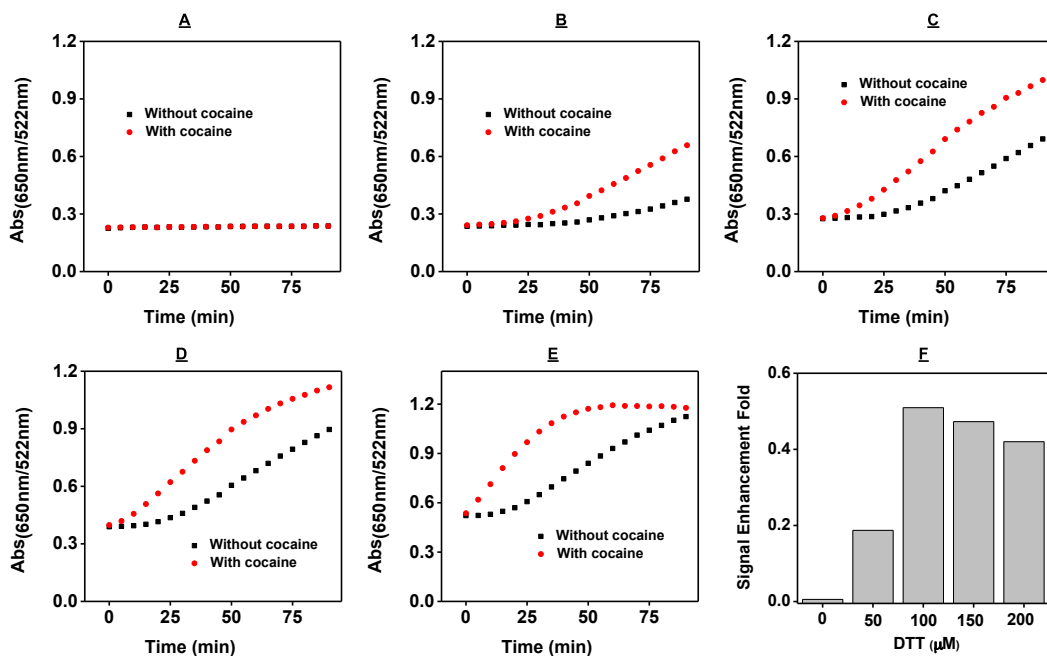 A
1.2
0.9
0.6
0.3
0.0
Abs(650nm/522nm)
Without cocaine
With cocaine
0 25 50 75
Time (min)
B
1.2
0.9
0.6
0.3
0.0
Abs(650nm/522nm)
Without cocaine
With cocaine
0 25 50 75
Time (min)
C
1.2
0.9
0.6
0.3
0.0
Abs(650nm/522nm)
Without cocaine
With cocaine
0 25 50 75
Time (min)
D
1.2
0.9
0.6
0.3
0.0
Abs(650nm/522nm)
Without cocaine
With cocaine
0 25 50 75
Time (min)
E
1.2
0.9
0.6
0.3
0.0
Abs(650nm/522nm)
Without cocaine
With cocaine
0 25 50 75
Time (min)
F
0.6
0.4
0.2
0.0
Signal Enhancement Fold
0 50 100 150 200
DTT (μM)